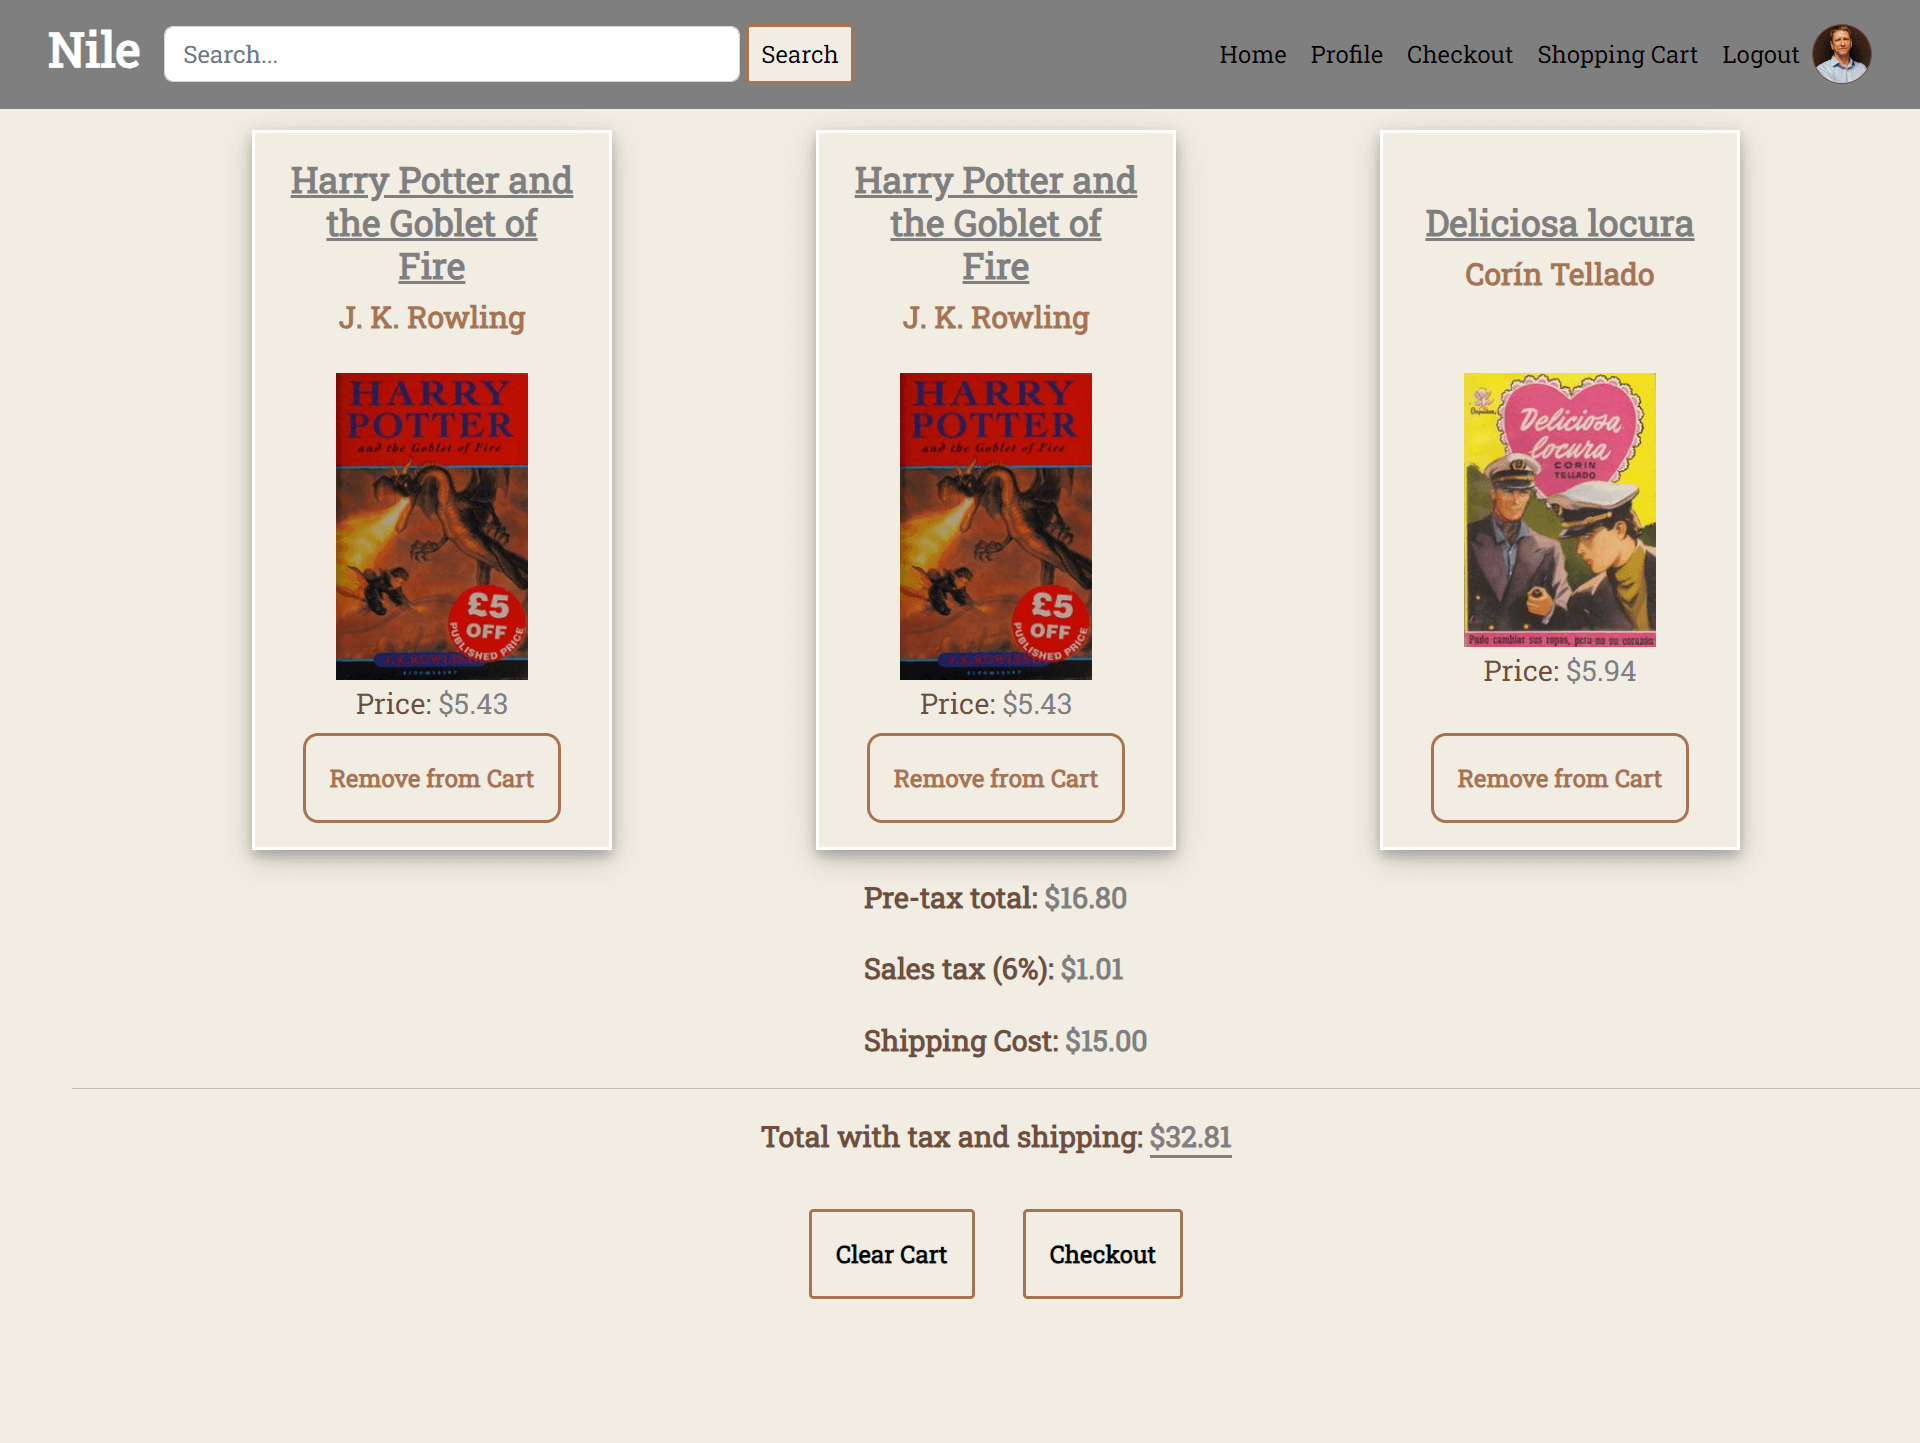 Nile
Search...
Search
Home
Profile
Checkout
Shopping Cart
Logout
Harry Potter and
the Goblet of
Fire
J. K. Rowling
HARRY
POTTER
and the Goblet of Fire
£5
OFF
PUBLISHED PRICE
J.K.ROWLING
BLOOMSBURY
Price: $5.43
Remove from Cart
Harry Potter and
the Goblet of
Fire
J. K. Rowling
HARRY
POTTER
and the Goblet of Fire
£5
OFF
PUBLISHED PRICE
J.K.ROWLING
BLOOMSBURY
Price: $5.43
Remove from Cart
Deliciosa locura
Corín Tellado
Deliciosa
locura
CORIN
TELLADO
Pudo cambiar sus ropas, pero no su corazón
Price: $5.94
Remove from Cart
Pre-tax total: $16.80
Sales tax (6%): $1.01
Shipping Cost: $15.00
Total with tax and shipping: $32.81
Clear Cart
Checkout